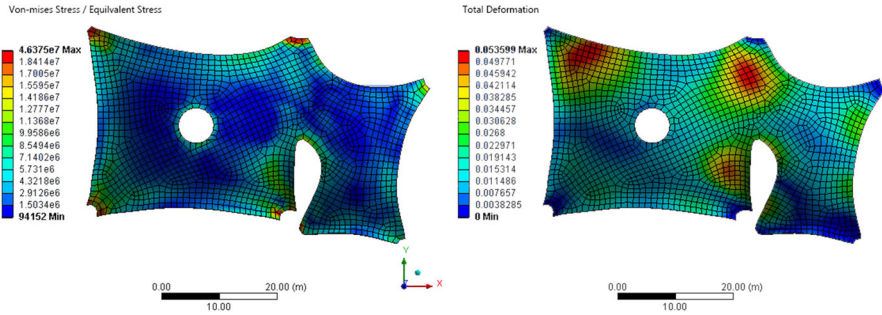 Von-mises Stress / Equivalent Stress
4.6375e7 Max
1.8414e7
1.7005e7
1.5595e7
1.4186e7
1.2777e7
1.1368e7
9.9586e6
8.5494e6
7.1402e6
5.731e6
4.3218e6
2.9126e6
1.5034e6
94152 Min
0.00
20.00 (m)
10.00
Y
X
Total Deformation
0.053599 Max
0.049771
0.045942
0.042114
0.038285
0.034457
0.030628
0.0268
0.022971
0.019143
0.015314
0.011486
0.007657
0.0038285
0 Min
0.00
20.00 (m)
10.00